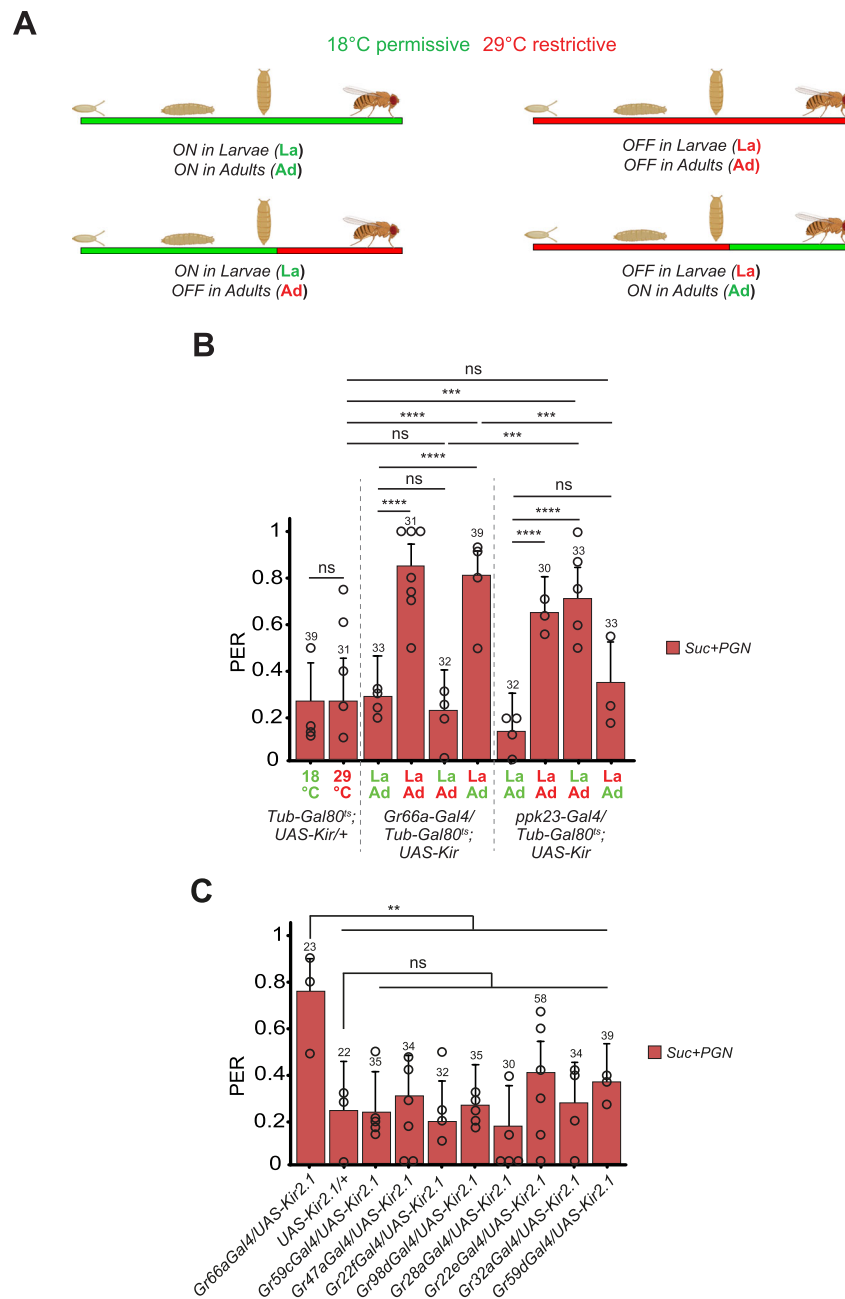 A
18°C permissive 29°C restrictive
ON in Larvae (La)
ON in Adults (Ad)
OFF in Larvae (La)
OFF in Adults (Ad)
ON in Larvae (La)
OFF in Adults (Ad)
OFF in Larvae (La)
ON in Adults (Ad)
B
ns
***
**** ***
ns ***
****
ns ns
**** ****
ns **** 
1
0.8
0.6
0.4
0.2
0
PER
39 31 33 31 32 39 32 30 33 33
Suc+PGN
18 29 La La La La La La La La
°C °C Ad Ad Ad Ad Ad Ad Ad Ad
Tub-Gal80ts; Gr66a-Gal4/ ppk23-Gal4/
UAS-Kir/+ Tub-Gal80ts; Tub-Gal80ts;
UAS-Kir UAS-Kir
C
**
ns
1
0.8
0.6
0.4
0.2
0
PER
23 22 35 34 32 35 30 58 34 39
Suc+PGN
Gr66aGal4/UAS-Kir2.1
UAS-Kir2.1/+
Gr59cGal4/UAS-Kir2.1
Gr47aGal4/UAS-Kir2.1
Gr22fGal4/UAS-Kir2.1
Gr98dGal4/UAS-Kir2.1
Gr28aGal4/UAS-Kir2.1
Gr22eGal4/UAS-Kir2.1
Gr32aGal4/UAS-Kir2.1
Gr59dGal4/UAS-Kir2.1